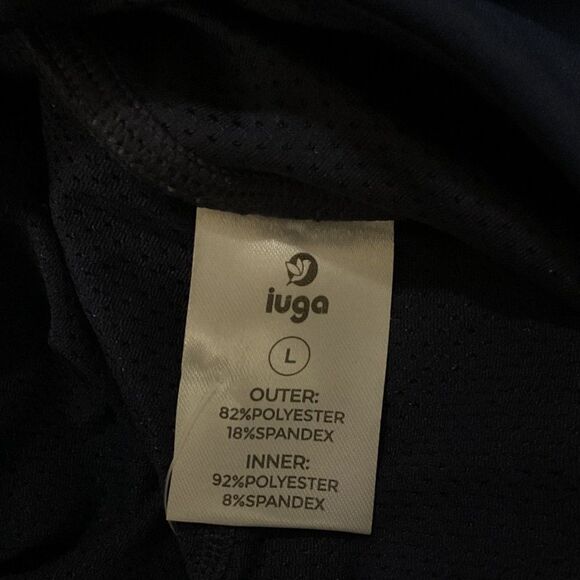 iuga
L
OUTER:
82%POLYESTER
18%SPANDEX
INNER:
92%POLYESTER
8%SPANDEX